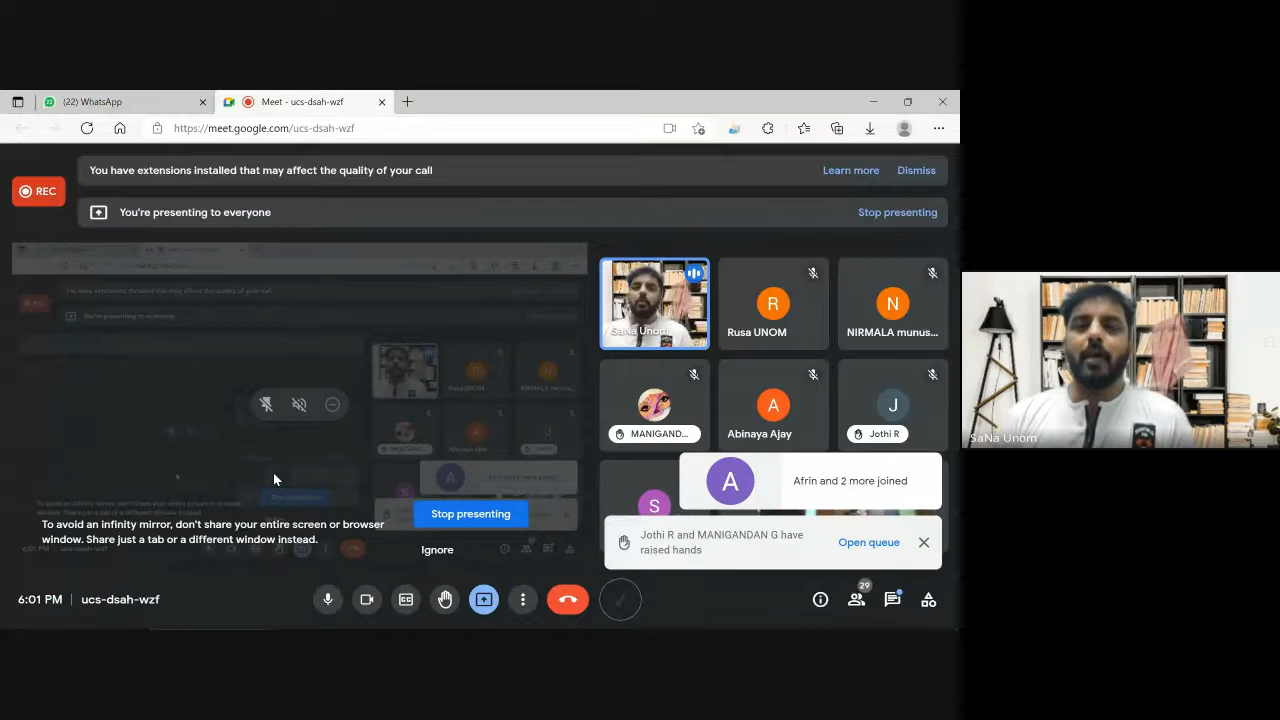 (22) WhatsApp
Meet - ucs-dsah-wzf
https://meet.google.com/ucs-dsah-wzf
REC
You have extensions installed that may affect the quality of your call
Learn more
Dismiss
You're presenting to everyone
Stop presenting
SaNa Unom
R
Rusa UNOM
N
NIRMALA munus...
MANIGAND...
A
Abinaya Ajay
J
Jothi R
S
A
Afrin and 2 more joined
To avoid an infinity mirror, don't share your entire screen or browser
window. Share just a tab or a different window instead.
Stop presenting
Ignore
Jothi R and MANIGANDAN G have
raised hands
Open queue
6:01 PM
ucs-dsah-wzf
29
SaNa Unom